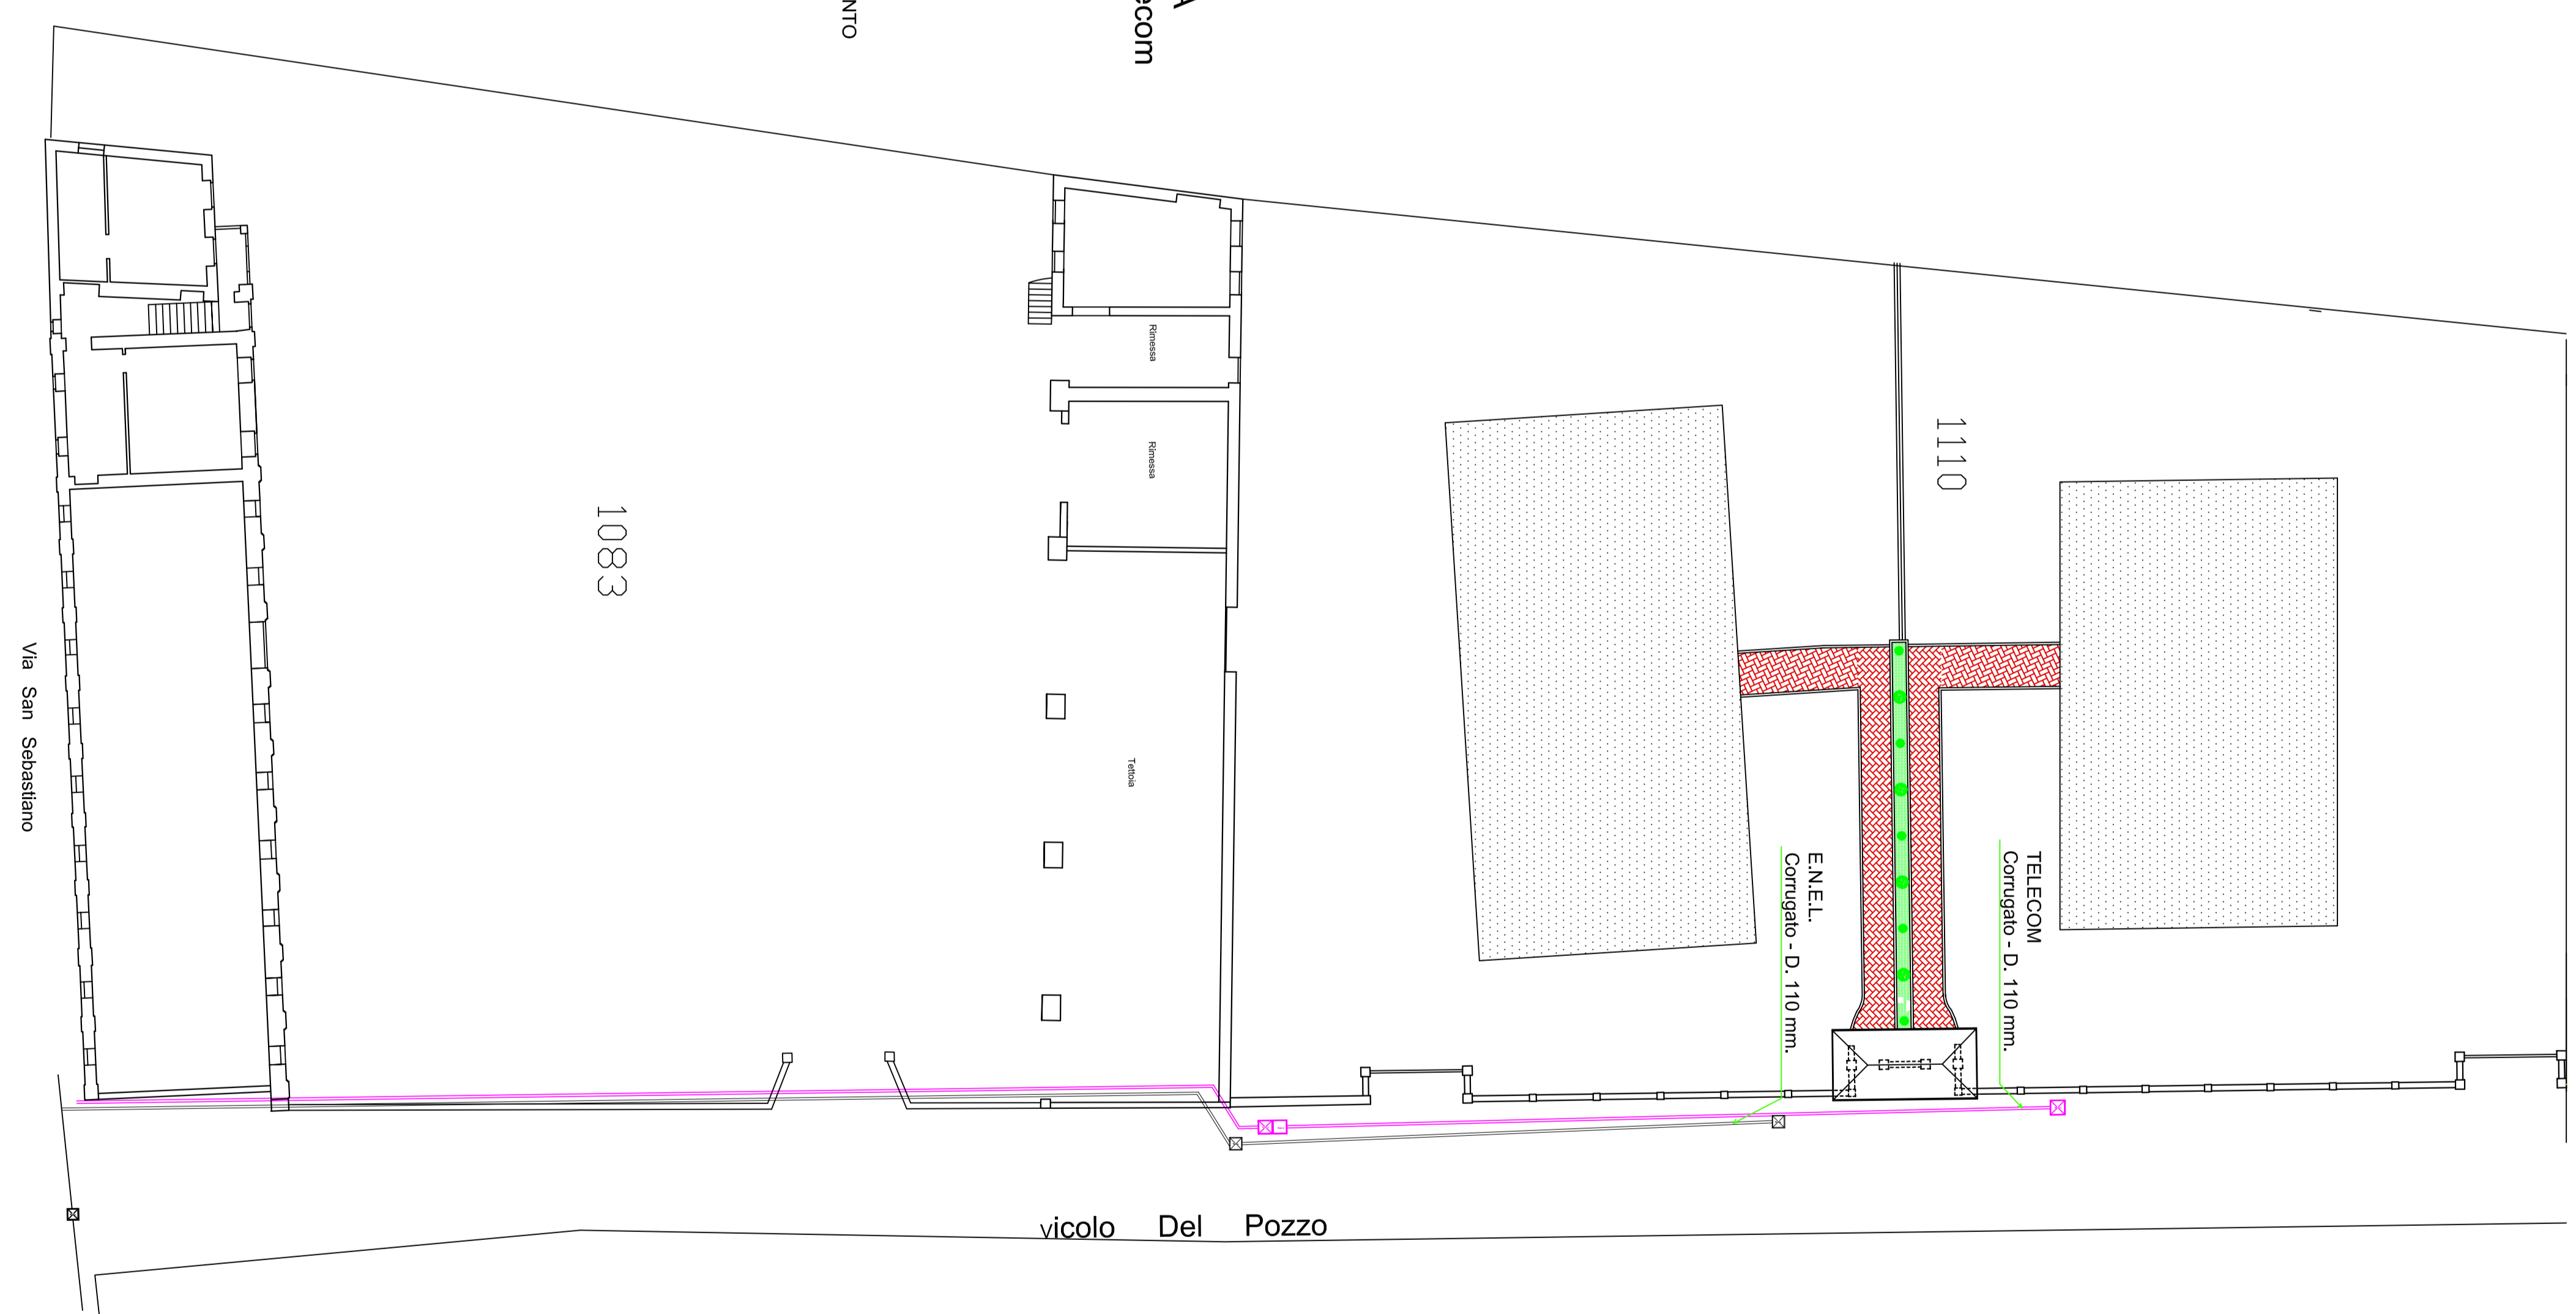 NTO
A
ecom
Rimessa
Rimessa
1110
1083
Via San Sebastiano
Tettoia
E.N.E.L.
Corrugato - D. 110 mm.
TELECOM
Corrugato - D. 110 mm.
vicolo Del Pozzo